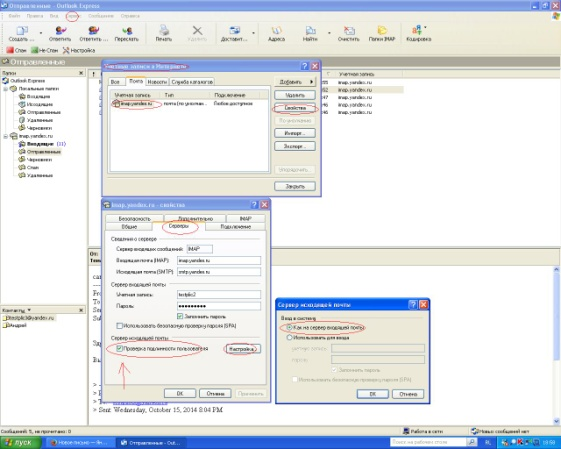 Отправленные - Outlook Express
Файл Правка Вид Сервис Сообщение Справка
Создать ... Ответить Ответить ... Переслать Печать Удалить Доставит... Адреса Найти Очистить Папки IMAP Кодировка
Спам Не Спам Настройка
Отправленные
Папки
Outlook Express
Локальные папки
Входящие
Исходящие
Отправленные
Удаленные
Черновики
imap.yandex.ru
Входящие (11)
Отправленные
Черновики
Спам
Удаленные
Учетная запись
imap.yandex.ru
imap.yandex.ru
imap.yandex.ru
imap.yandex.ru
Учетные записи в Интернете
Все Почта Новости Служба каталогов
Учетная запись Тип Подключение
imap.yandex.ru почта (по умолчан... Любое доступное
Добавить
Удалить
Свойства
По умолчанию
Импорт...
Экспорт...
Упорядочить...
Закрыть
imap.yandex.ru - свойства
Безопасность Дополнительно IMAP
Общие Серверы Подключение
Сведения о сервере
Сервер входящих сообщений: IMAP
Входящая почта (IMAP): imap.yandex.ru
Исходящая почта (SMTP): smtp.yandex.ru
Сервер входящей почты
Учетная запись:
Пароль:
Запомнить пароль
Использовать безопасную проверку пароля (SPA)
Сервер исходящей почты
Проверка подлинности пользователя Настройка...
OK Отмена Применить
Сервер исходящей почты
Вход в систему
Как на сервер входящей почты
Использовать для входа
Учетная запись:
Пароль:
Запомнить пароль
Использовать безопасную проверку пароля (SPA)
OK Отмена
Контакты
Андрей
> Sent: Wednesday, October 15, 2014 8:04 PM
Сообщений: 5, не прочитано: 0 Работа в сети Новых сообщений нет
пуск Новое письмо — Ян... Отправленные - Out... Поиск на рабочем столе